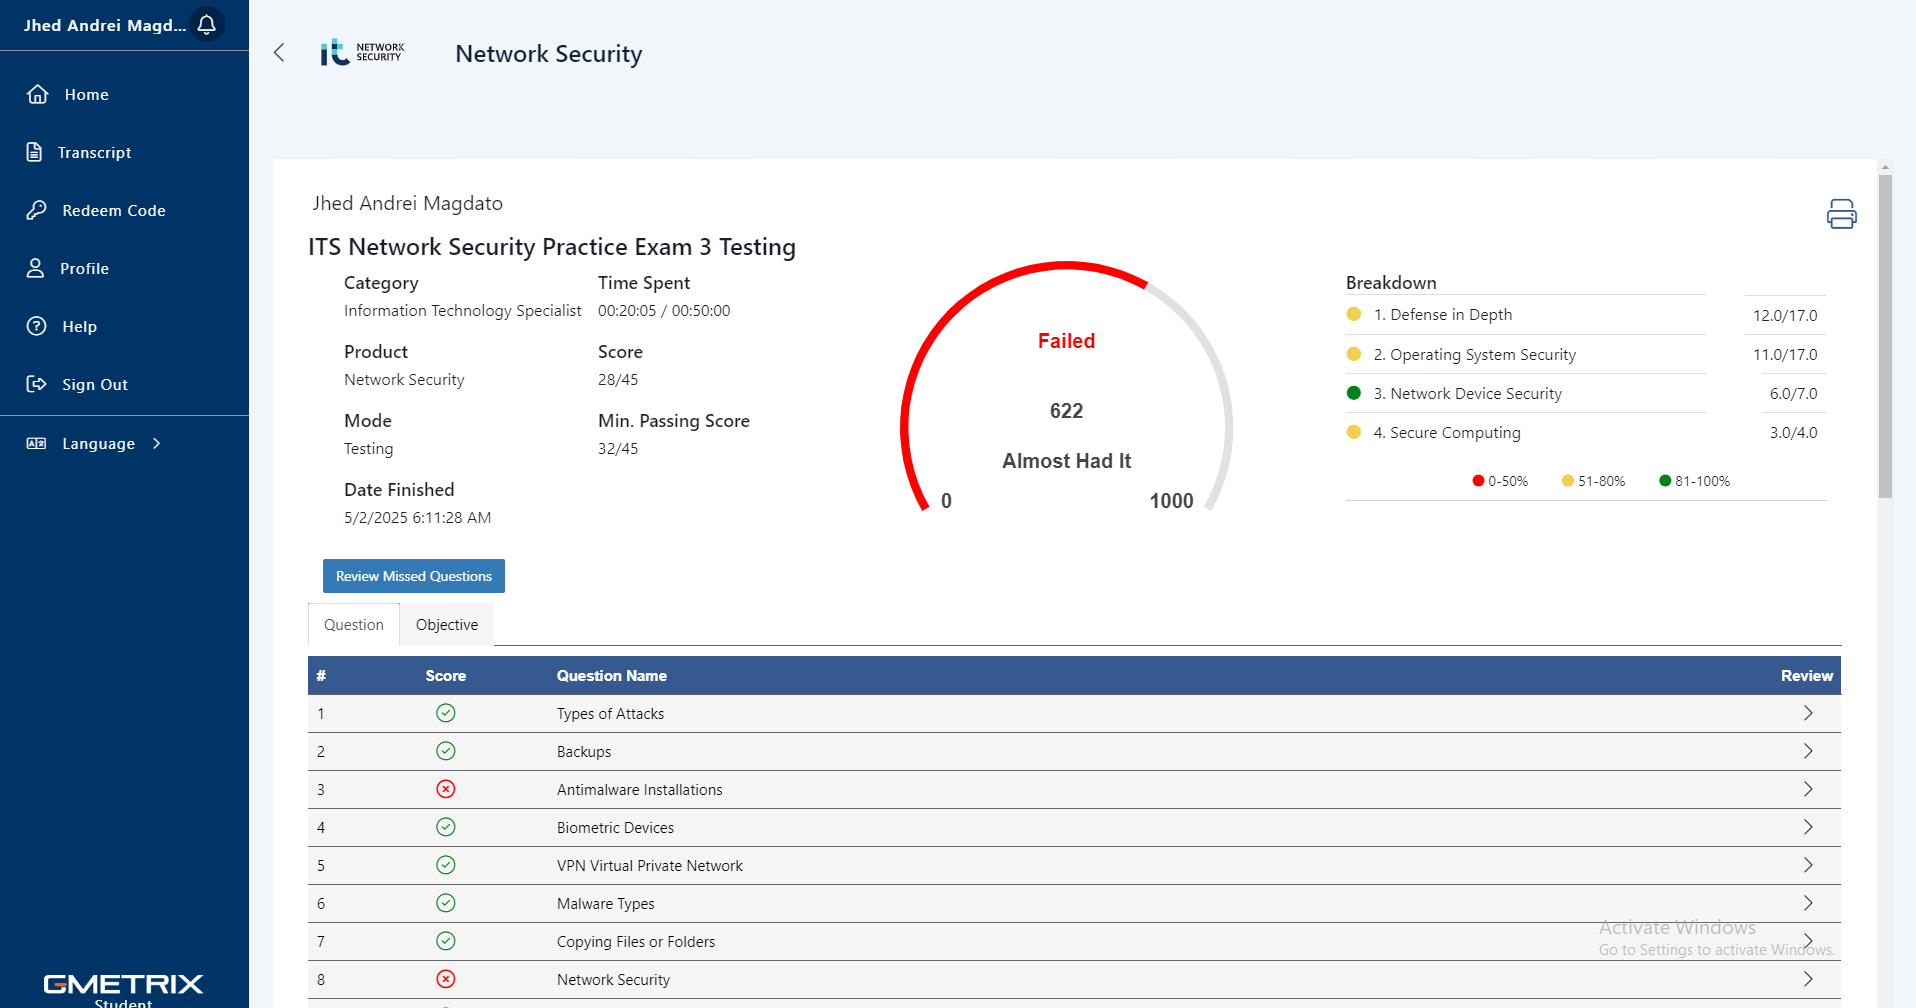 Jhed Andrei Magd...
Home
Transcript
Redeem Code
Profile
Help
Sign Out
Language
GMETRIX
Student
it NETWORK SECURITY
Network Security
Jhed Andrei Magdato
ITS Network Security Practice Exam 3 Testing
Category
Information Technology Specialist
Product
Network Security
Mode
Testing
Date Finished
5/2/2025 6:11:28 AM
Time Spent
00:20:05 / 00:50:00
Score
28/45
Min. Passing Score
32/45
Failed
622
Almost Had It
0 1000
Breakdown
1. Defense in Depth 12.0/17.0
2. Operating System Security 11.0/17.0
3. Network Device Security 6.0/7.0
4. Secure Computing 3.0/4.0
0-50% 51-80% 81-100%
Review Missed Questions
Question Objective
# Score Question Name Review
1 Types of Attacks
2 Backups
3 Antimalware Installations
4 Biometric Devices
5 VPN Virtual Private Network
6 Malware Types
7 Copying Files or Folders
8 Network Security
Activate Windows
Go to Settings to activate Windows.